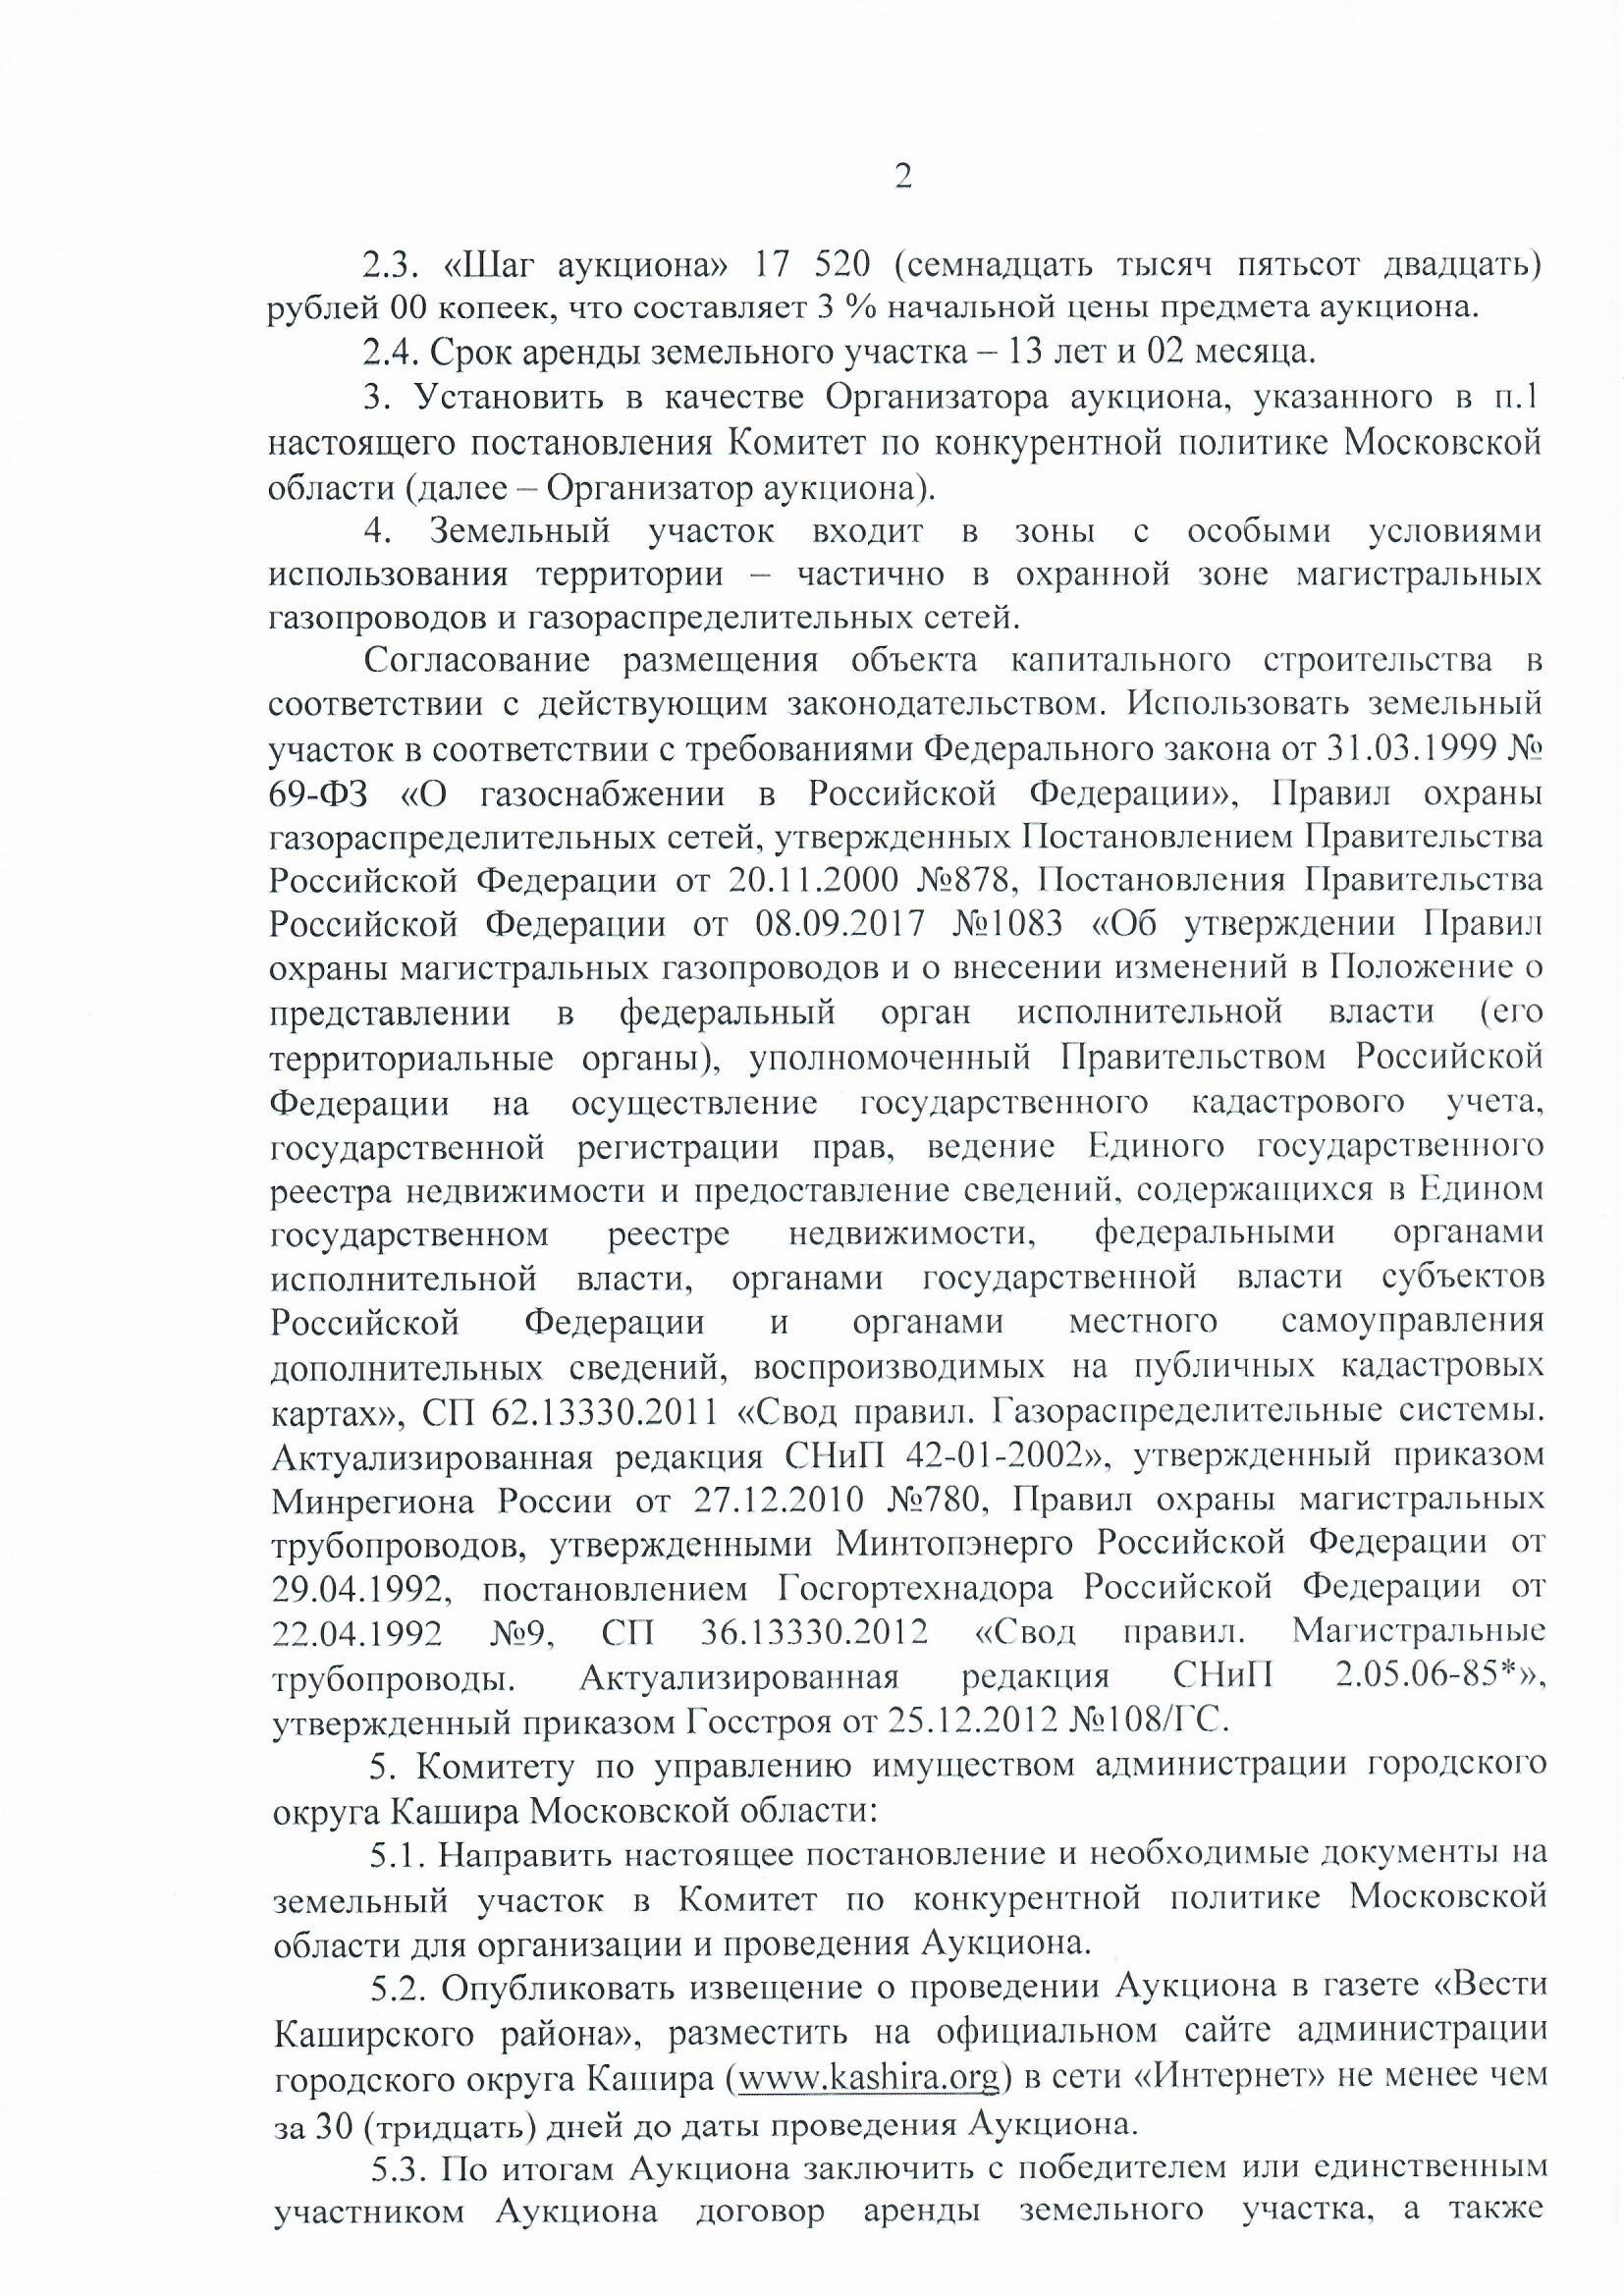 2
2.3. «Шаг аукциона» 17 520 (семнадцать тысяч пятьсот двадцать)
рублей 00 копеек, что составляет 3 % начальной цены предмета аукциона.
2.4. Срок аренды земельного участка – 13 лет и 02 месяца.
3. Установить в качестве Организатора аукциона, указанного в п.1
настоящего постановления Комитет по конкурентной политике Московской
области (далее – Организатор аукциона).
4. Земельный участок входит в зоны с особыми условиями
использования территории – частично в охранной зоне магистральных
газопроводов и газораспределительных сетей.
Согласование размещения объекта капитального строительства в
соответствии с действующим законодательством. Использовать земельный
участок в соответствии с требованиями Федерального закона от 31.03.1999 №
69-ФЗ «О газоснабжении в Российской Федерации», Правил охраны
газораспределительных сетей, утвержденных Постановлением Правительства
Российской Федерации от 20.11.2000 №878, Постановления Правительства
Российской Федерации от 08.09.2017 №1083 «Об утверждении Правил
охраны магистральных газопроводов и о внесении изменений в Положение о
представлении в федеральный орган исполнительной власти (его
территориальные органы), уполномоченный Правительством Российской
Федерации на осуществление государственного кадастрового учета,
государственной регистрации прав, ведение Единого государственного
реестра недвижимости и предоставление сведений, содержащихся в Едином
государственном реестре недвижимости, федеральными органами
исполнительной власти, органами государственной власти субъектов
Российской Федерации и органами местного самоуправления
дополнительных сведений, воспроизводимых на публичных кадастровых
картах», СП 62.13330.2011 «Свод правил. Газораспределительные системы.
Актуализированная редакция СНиП 42-01-2002», утвержденный приказом
Минрегиона России от 27.12.2010 №780, Правил охраны магистральных
трубопроводов, утвержденными Минтопэнерго Российской Федерации от
29.04.1992, постановлением Госгортехнадора Российской Федерации от
22.04.1992 №9, СП 36.13330.2012 «Свод правил. Магистральные
трубопроводы. Актуализированная редакция СНиП 2.05.06-85*»,
утвержденный приказом Госстроя от 25.12.2012 №108/ГС.
5. Комитету по управлению имуществом администрации городского
округа Кашира Московской области:
5.1. Направить настоящее постановление и необходимые документы на
земельный участок в Комитет по конкурентной политике Московской
области для организации и проведения Аукциона.
5.2. Опубликовать извещение о проведении Аукциона в газете «Вести
Каширского района», разместить на официальном сайте администрации
городского округа Кашира (www.kashira.org) в сети «Интернет» не менее чем
за 30 (тридцать) дней до даты проведения Аукциона.
5.3. По итогам Аукциона заключить с победителем или единственным
участником Аукциона договор аренды земельного участка, а также